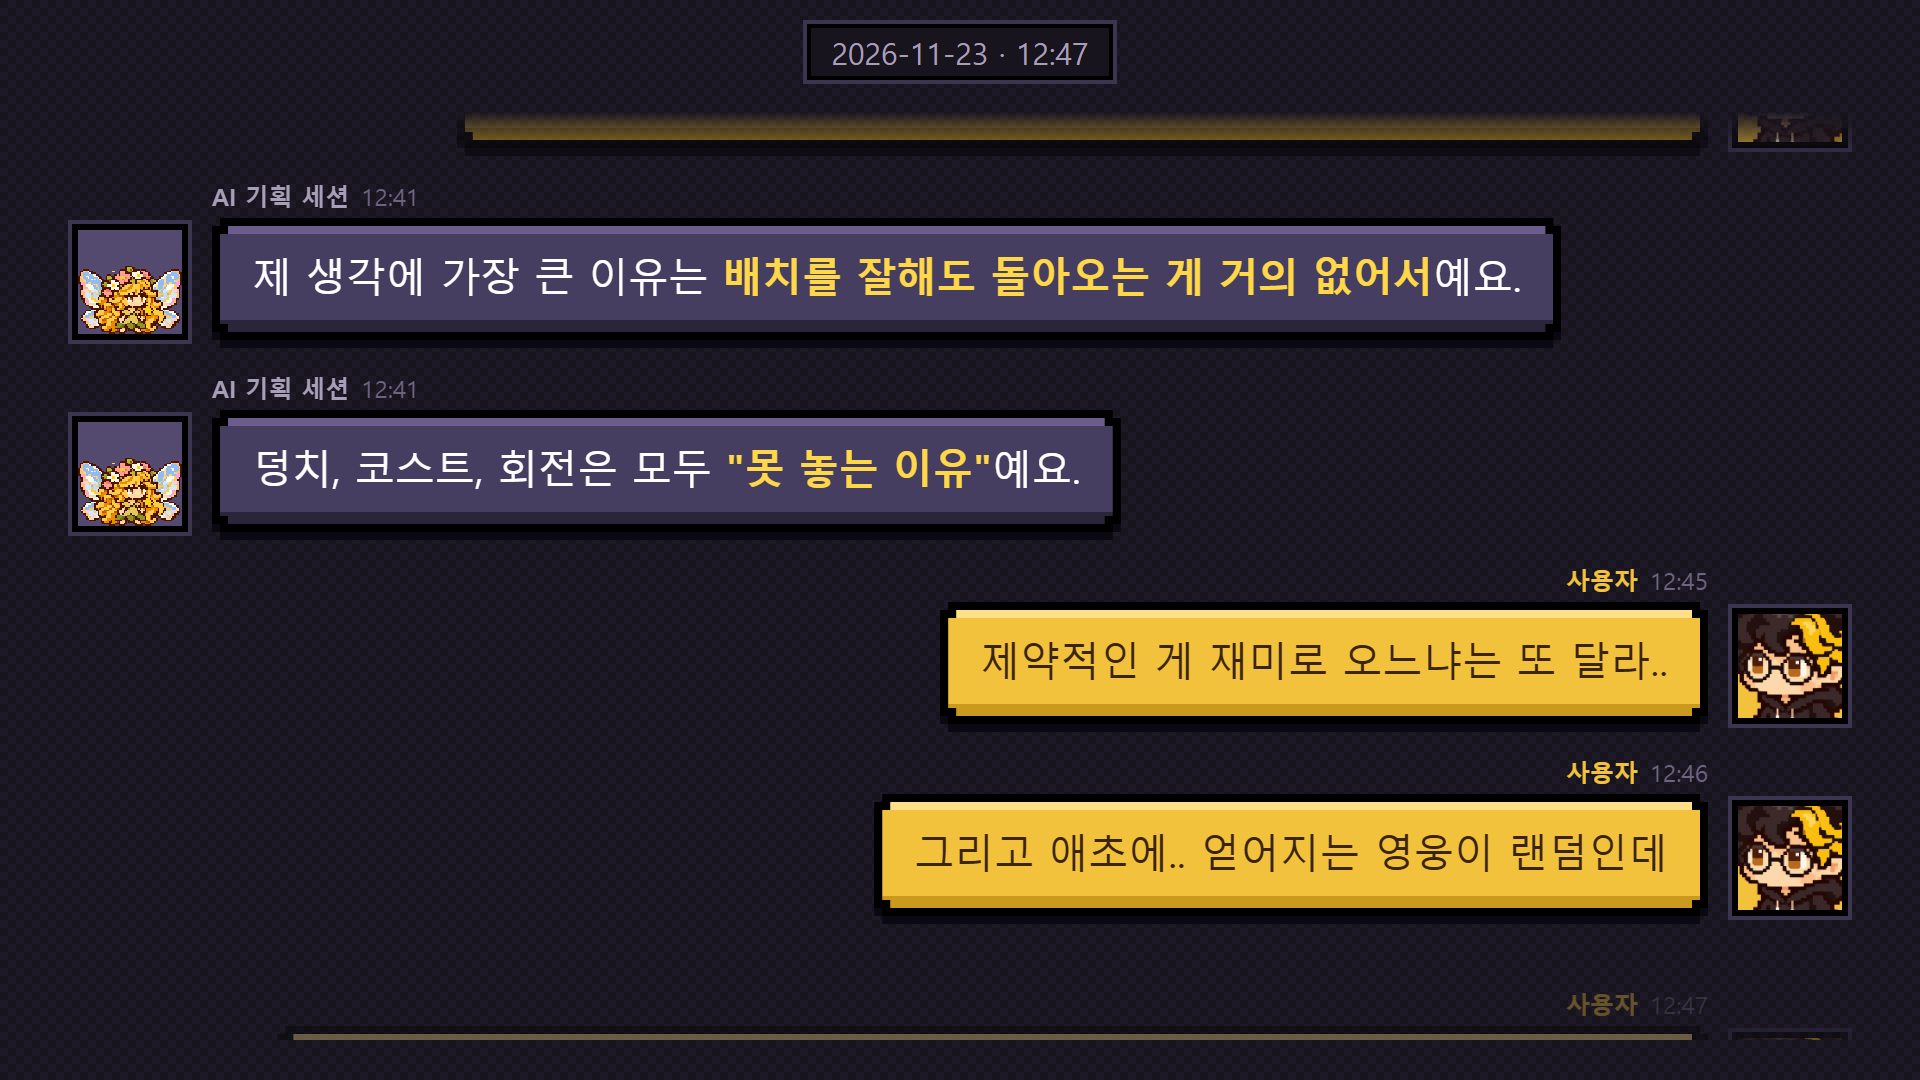 2026-11-23 · 12:47
AI 기획 세션 12:41
제 생각에 가장 큰 이유는 배치를 잘해도 돌아오는 게 거의 없어서예요.
AI 기획 세션 12:41
덩치, 코스트, 회전은 모두 "못 놓는 이유"예요.
사용자 12:45
제약적인 게 재미로 오느냐는 또 달라..
사용자 12:46
그리고 애초에.. 얻어지는 영웅이 랜덤인데
사용자 12:47